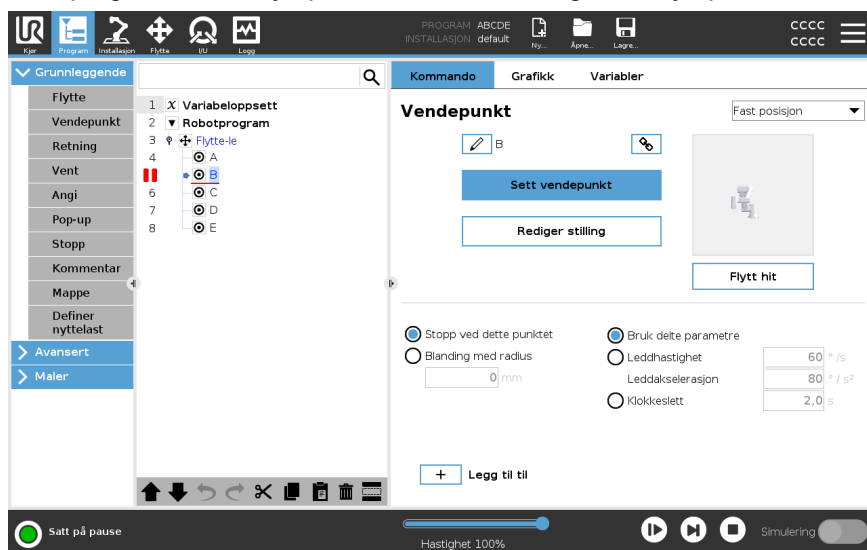 PROGRAM ABCDE
INSTALLASJON default
Kjør
Program
Installasjon
Flytte
I/U
Logg
Ny...
Åpne...
Lagre...
CCCC
CCCC
Grunnleggende
Flytte
Vendepunkt
Retning
Vent
Angi
Pop-up
Stopp
Kommentar
Mappe
Definer
nyttelast
Avansert
Maler
1 X Variabeloppsett
2 Robotprogram
3 Flytte-le
4 A
B
6 C
7 D
8 E
Kommando Grafikk Variabler
Vendepunkt
Fast posisjon
B
Sett vendepunkt
Rediger stilling
Flytt hit
Stopp ved dette punktet
Blanding med radius
0 mm
Bruk delte parametre
Leddhastighet 60 ° /s
Leddakselerasjon 80 ° / s²
Klokkeslett 2,0 s
+ Legg til til
Satt på pause
Hastighet 100%
Simulering